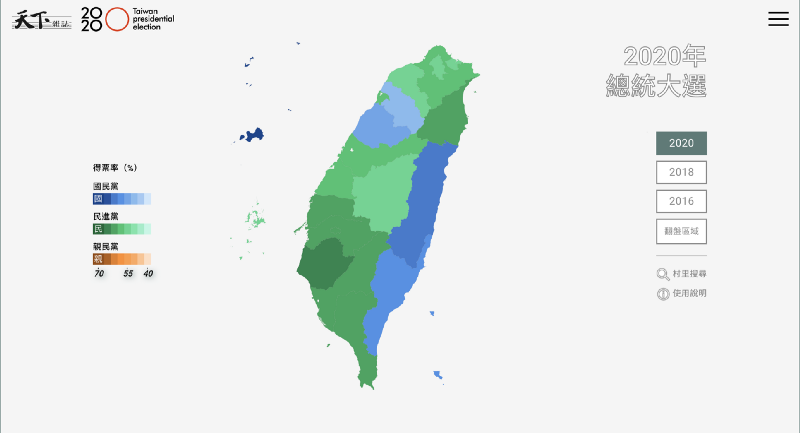 天下雜誌
2020
Taiwan
presidential
election
2020年
總統大選
2020
2018
2016
翻盤區域
村里搜尋
使用說明
得票率 (%)
國民黨
國
民進黨
民
親民黨
親
70 55 40